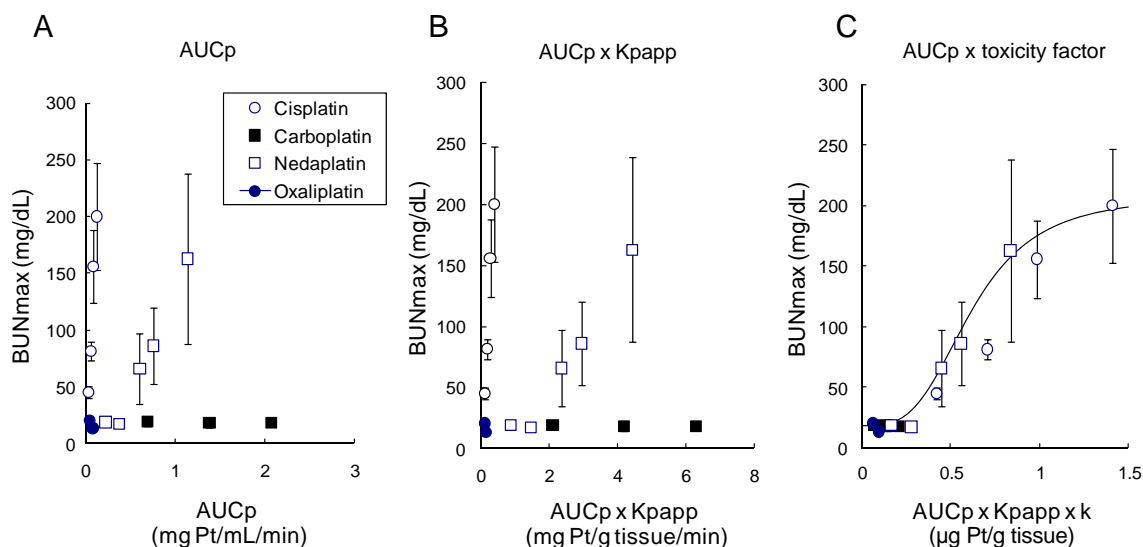 A
AUCp
300
250
200
150
100
50
0
BUNmax (mg/dL)
Cisplatin
Carboplatin
Nedaplatin
Oxaliplatin
0 1 2 3
AUCp
(mg Pt/mL/min)
B
AUCp x Kpapp
300
250
200
150
100
50
0
BUNmax (mg/dL)
0 2 4 6 8
AUCp x Kpapp
(mg Pt/g tissue/min)
C
AUCp x toxicity factor
300
250
200
150
100
50
0
BUNmax (mg/dL)
0 0.5 1 1.5
AUCp x Kpapp x k
(µg Pt/g tissue)